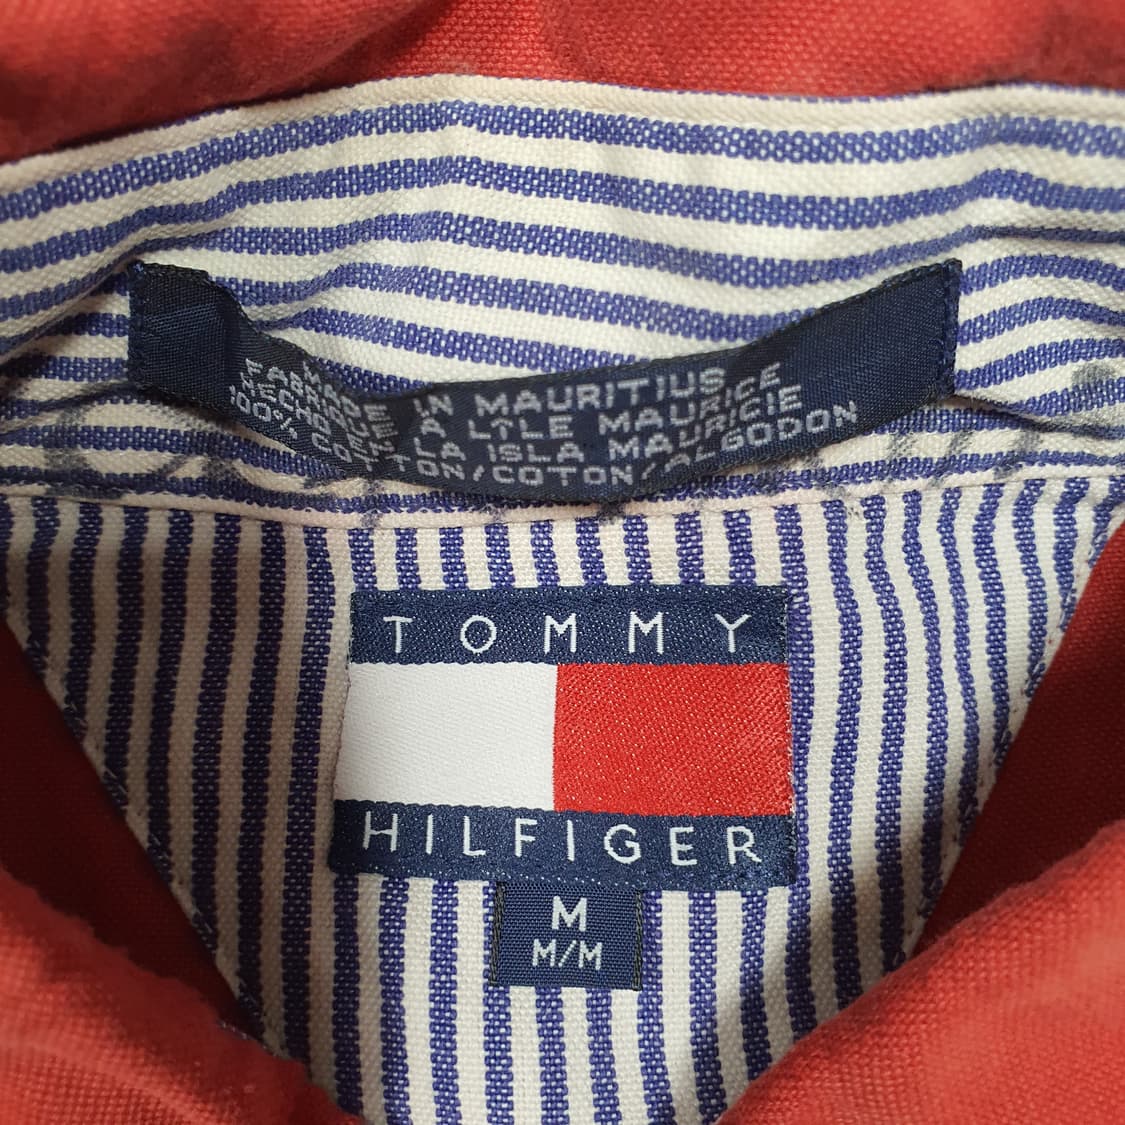 MADE IN MAURITIUS
FABRIQUE A L'ILE MAURICE
HECHO EN LA ISLA MAURICIE
100% COTTON/COTON/ALGODON
TOMMY
HILFIGER
M
M/M